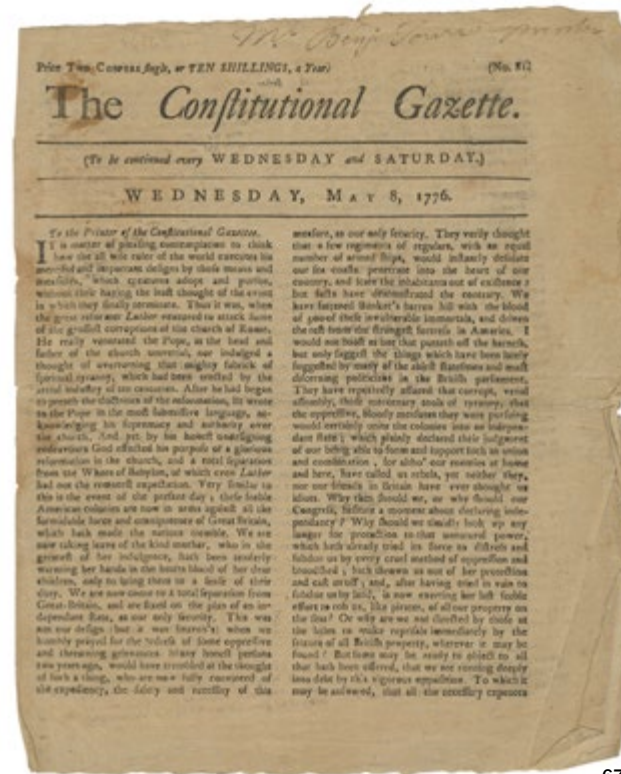 Mr Benj Towne printer
Price Two COPPERS single, or TEN SHILLINGS, a Year)
(No.
The Conſtitutional Gazette.
(To be continued every WEDNESDAY and SATURDAY.)
WEDNESDAY, MAY 8, 1776.
To the Printer of the Conſtitutional Gazette.
IT is matter of pleaſing contemplation to think
how the all wiſe ruler of the world executes his
merciful and important deſigns by thoſe means and
meaſures, which creatures adopt and purſue,
without their having the leaſt thought of the event
in which they finally terminate. Thus it was, when
the great reformer Luther ventured to attack ſome
of the groſſeſt corruptions of the church of Rome.
He really venerated the Pope, as the head and
father of the church univerſal, nor indulged a
thought of overturning that mighty fabric of
ſpiritual tyranny, which had been erected by the
induſtry of ten centuries. After he had began
to preach the doctrines of the reformation, he wrote
to the Pope in the moſt ſubmiſſive language, ac-
knowledging his ſupremacy and authority over
the church. And yet by his honeſt undeſigning
endeavours God effected his purpoſe of a glorious
reformation in the church, and a total ſeparation
from the Whore of Babylon, of which even Luther
had not the remoteſt expectation. Very ſimilar to
this is the event of the preſent day; theſe feeble
American colonies are now in arms againſt all the
formidable force and omnipotence of Great Britain,
which hath made the nations tremble. We are
now taking leave of the kind mother, who in the
greatneſs of her indulgence, hath been tenderly
warming her hands in the hearts blood of her dear
children, only to bring them to a ſenſe of their
duty. We are now come to a total ſeparation from
Great-Britain, and are fixed on the plan of an in-
dependant ſtate, as our only ſecurity. This was
not our deſign but it was heaven's: when we
humbly prayed for the redreſs of ſome oppreſſive
and threatning grievances. Many honeſt perſons
two years ago, would have trembled at the thought
of ſuch a thing, who are now fully convinced of
the expediency, the ſafety and neceſſity of this
meaſure, as our only ſecurity. They verily thought
that a few regiments of regulars, with an equal
number of armed ſhips, would inſtantly deſolate
our ſea coaſts, penetrate into the heart of our
country, and ſcare the inhabitants out of exiſtence;
but facts have demonſtrated the contrary. We
have fattened Bunker's barren hill with the blood
of of theſe invulnerable immortals, and driven
the reſt from the ſtrongeſt fortreſs in America. I
would not boaſt as one that putteth off the harneſs,
but only ſuggeſt the things which have been lately
ſuggeſted by many of the ableſt ſtateſmen and moſt
diſcerning politicians in the Britiſh parliament.
They have repeatedly aſſured that corrupt, venal
aſſembly, thoſe mercenary tools of tyranny, that
the oppreſſive, bloody meaſures they were purſuing
would certainly unite the colonies into an indepen-
dant ſtate; which plainly declared their judgment
of our being able to form and ſupport ſuch an union
and combination, for altho' our enemies at home
and here, have called us rebels, yet neither they,
nor our friends in Britain have ever thought us
idiots. Why then ſhould we, or why ſhould our
Congreſs, heſitate a moment about declaring inde-
pendancy? Why ſhould we timidly look up any
longer for protection to that unnatural power,
which hath already tried its force to diſtreſs and
ſubdue us by every cruel method of oppreſſion and
bloodſhed; hath thrown us out of her protection
and caſt us off; and, after having tried in vain to
ſubdue us by land, is now exerting her laſt feeble
effort to rob us, like pirates, of all our property on
the ſea? Or why are we not directed by thoſe at
the helm to make repriſals immediately by the
ſeizure of all Britiſh property, wherever it may be
found? But ſome may be ready to object to all
that hath been offered, that we are running deeply
into debt by this vigorous oppoſition. To which it
may be anſwered, that all the neceſſary expences
67